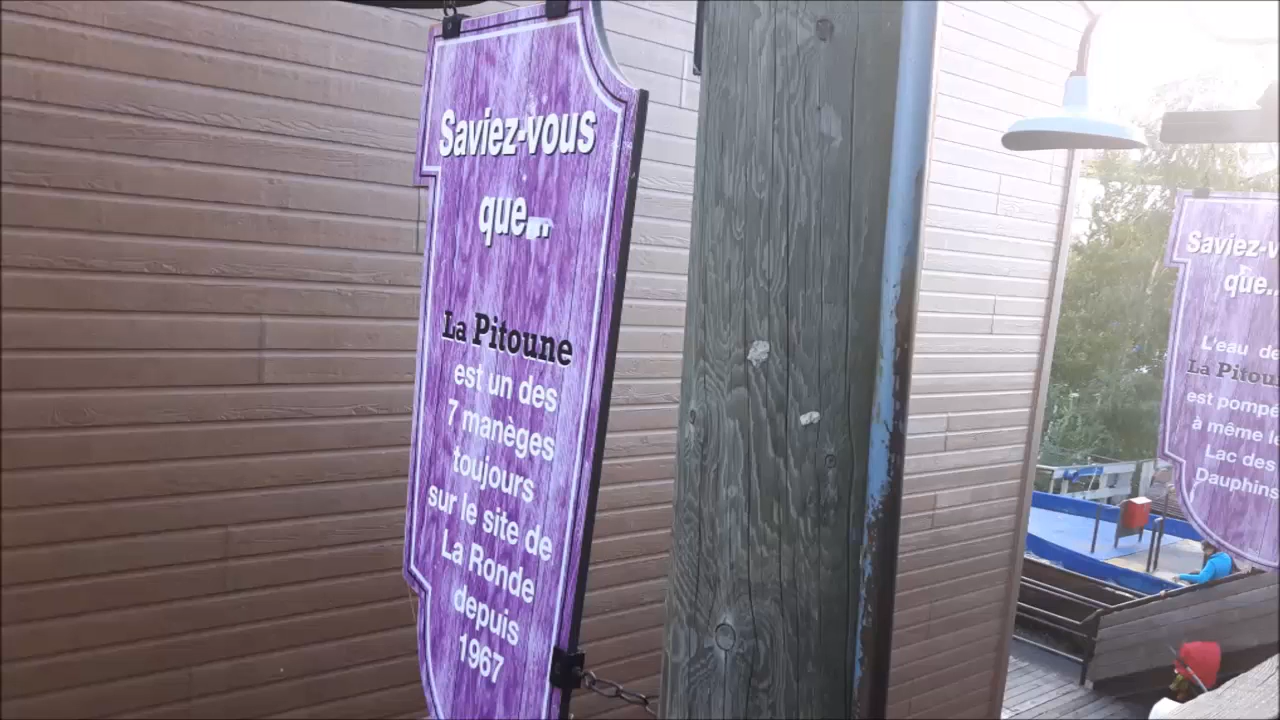 Saviez-vous
que...
La Pitoune
est un des
7 manèges
toujours
sur le site de
La Ronde
depuis
1967
Saviez-v
que..
L'eau de
La Pitou
est pompé
à même le
Lac des
Dauphins